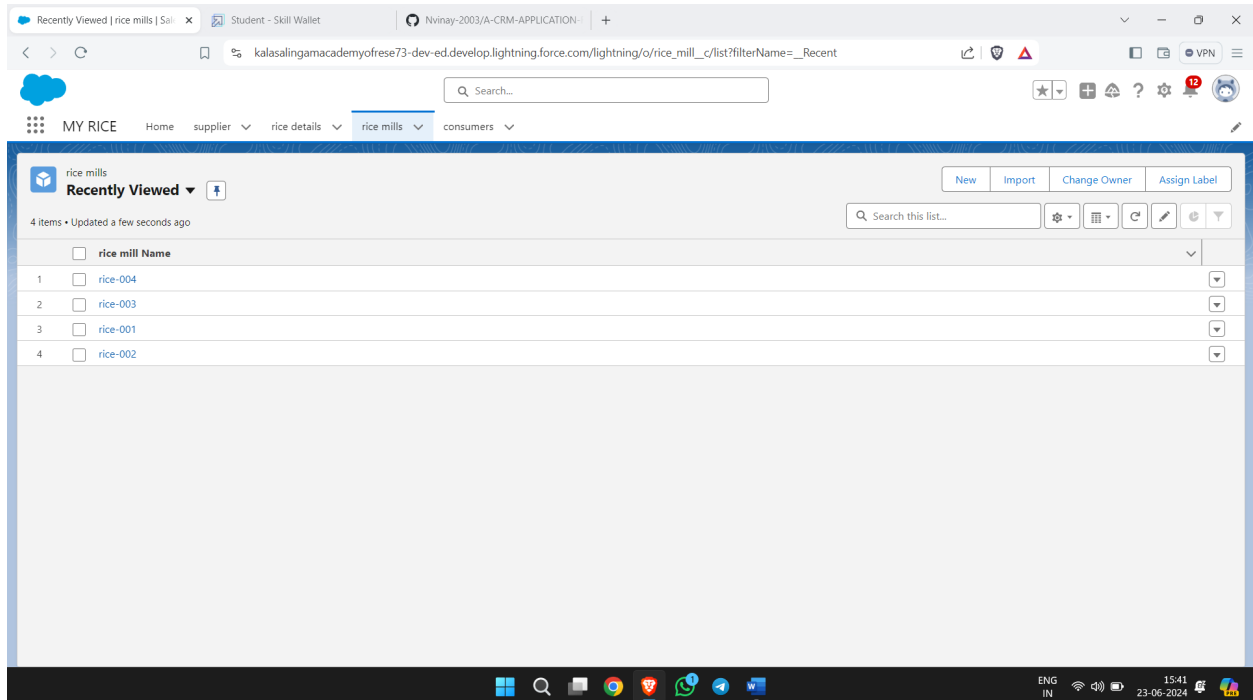 Recently Viewed | rice mills | Sal
Student - Skill Wallet
Nvinay-2003/A-CRM-APPLICATION-
kalasalingamacademyofrese73-dev-ed.develop.lightning.force.com/lightning/o/rice_mill__c/list?filterName=__Recent
VPN
Search...
12
MY RICE
Home
supplier
rice details
rice mills
consumers
rice mills
Recently Viewed
New
Import
Change Owner
Assign Label
4 items • Updated a few seconds ago
Search this list...
rice mill Name
1 rice-004
2 rice-003
3 rice-001
4 rice-002
1
W
ENG
IN
15:41
23-06-2024